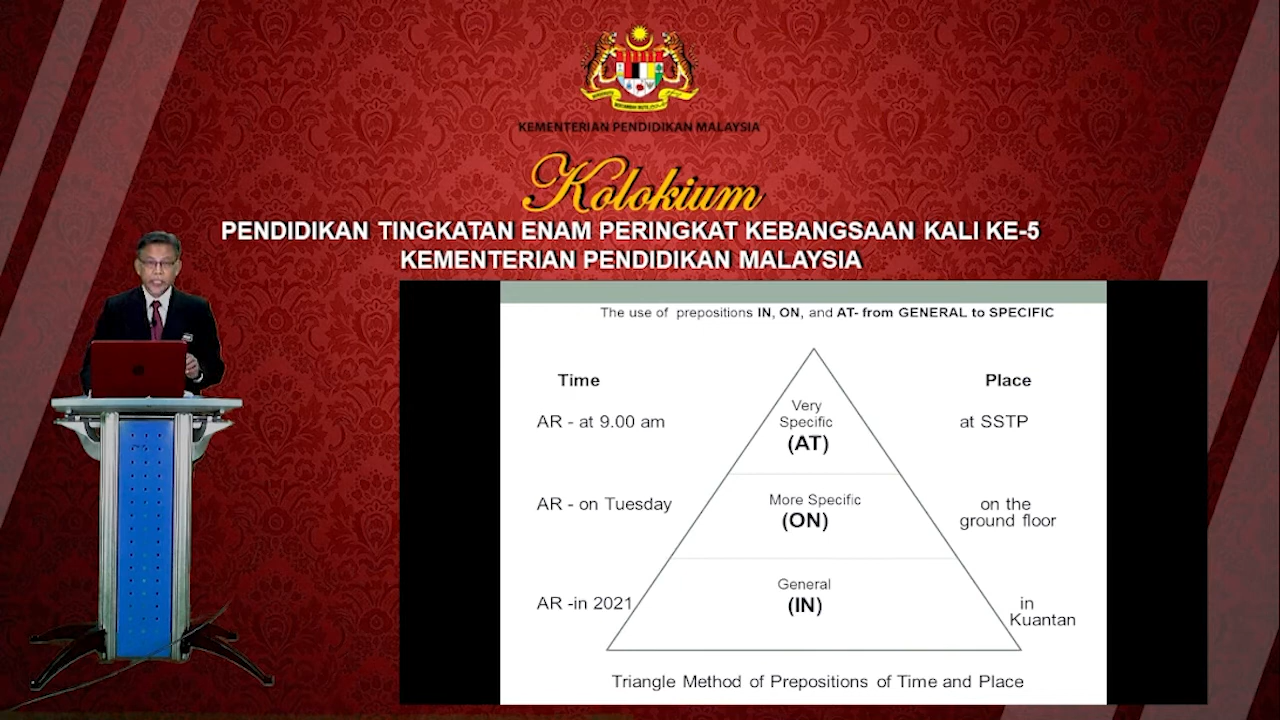 KEMENTERIAN PENDIDIKAN MALAYSIA
Kolokium
PENDIDIKAN TINGKATAN ENAM PERINGKAT KEBANGSAAN KALI KE-5
KEMENTERIAN PENDIDIKAN MALAYSIA
The use of prepositions IN, ON, and AT- from GENERAL to SPECIFIC
Time
Place
AR - at 9.00 am
Very
Specific
(AT)
at SSTP
AR - on Tuesday
More Specific
(ON)
on the
ground floor
AR -in 2021
General
(IN)
in
Kuantan
Triangle Method of Prepositions of Time and Place